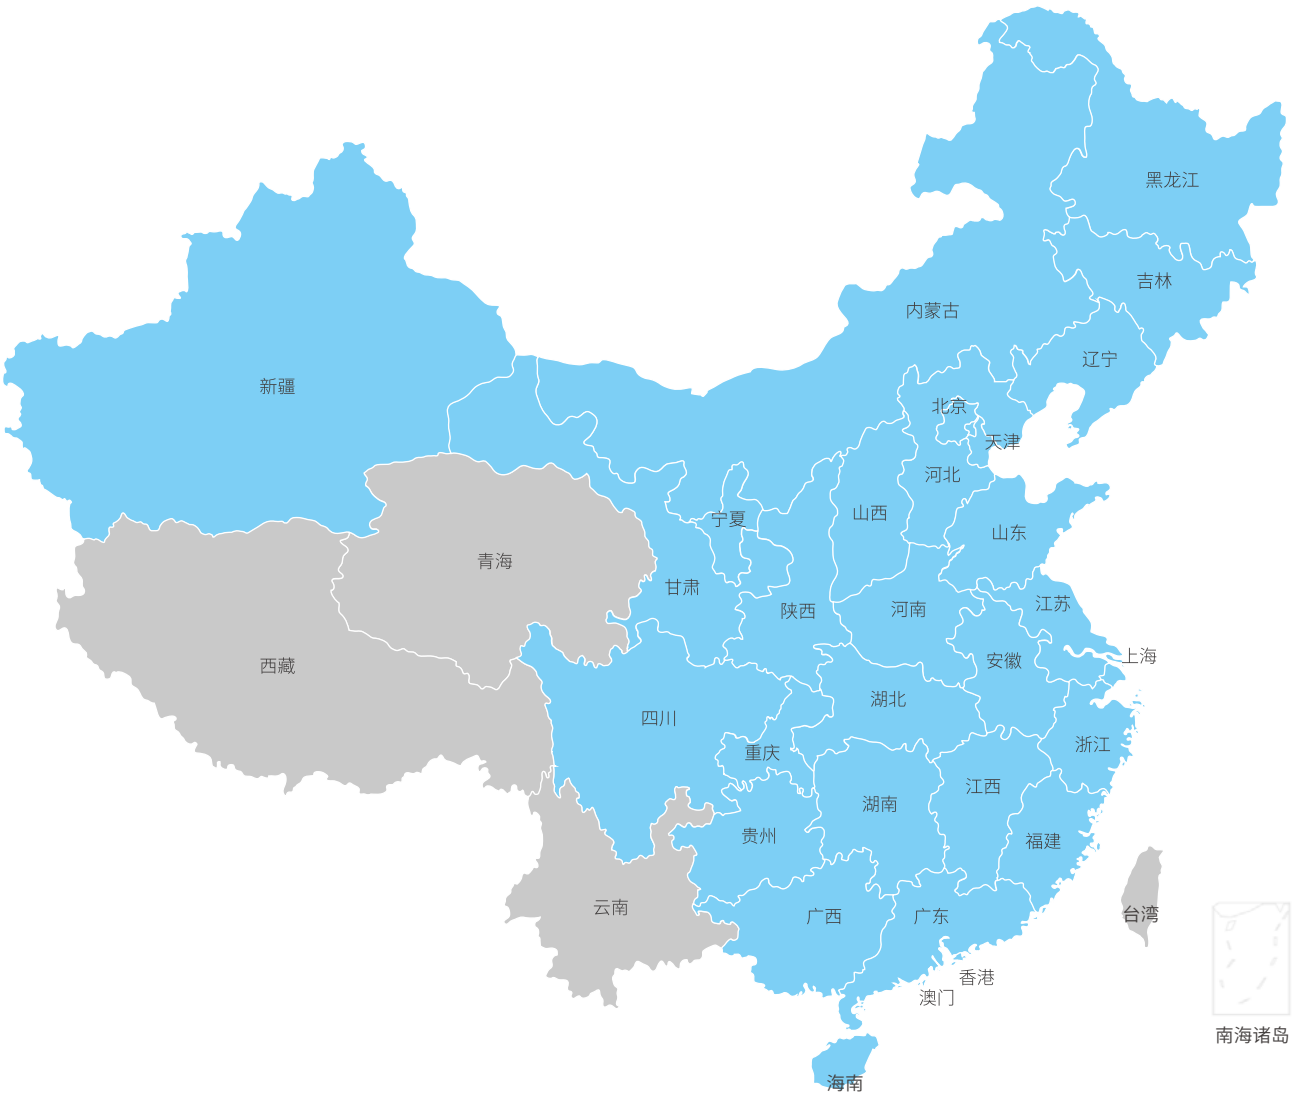 黑龙江
吉林
内蒙古
辽宁
新疆
北京
天津
河北
山西
宁夏
山东
青海
甘肃
江苏
河南
陕西
上海
安徽
西藏
湖北
四川
浙江
重庆
江西
湖南
贵州
福建
云南
广西
广东
台湾
香港
澳门
南海诸岛
海南